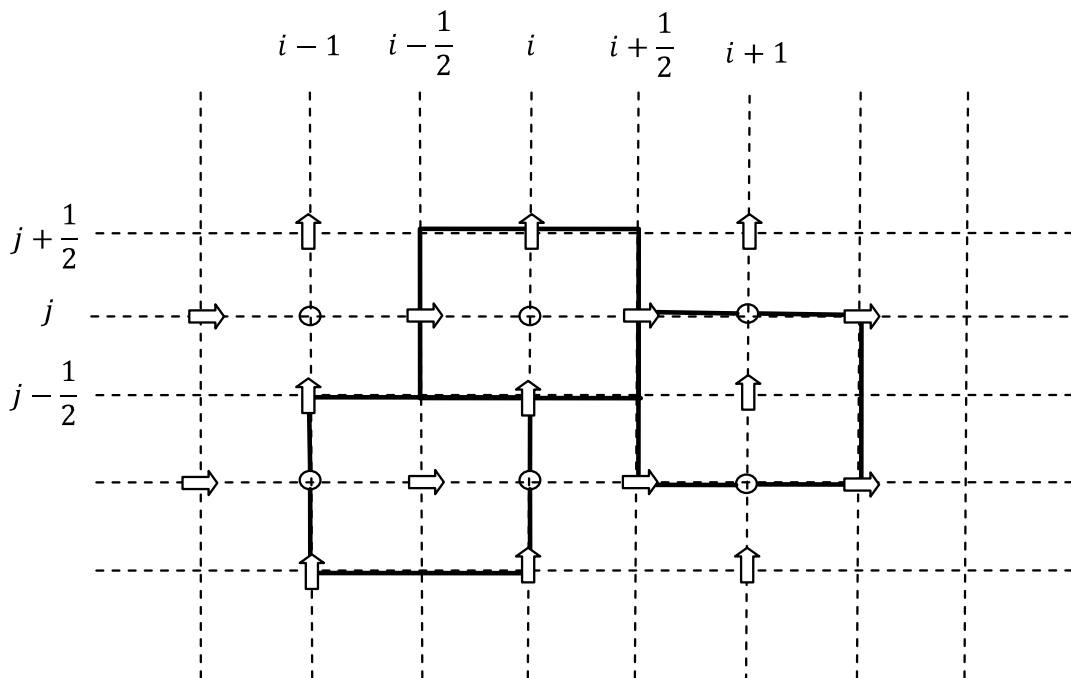 i − 1 i − 1/2 i i + 1/2 i + 1
j + 1/2
j
j − 1/2